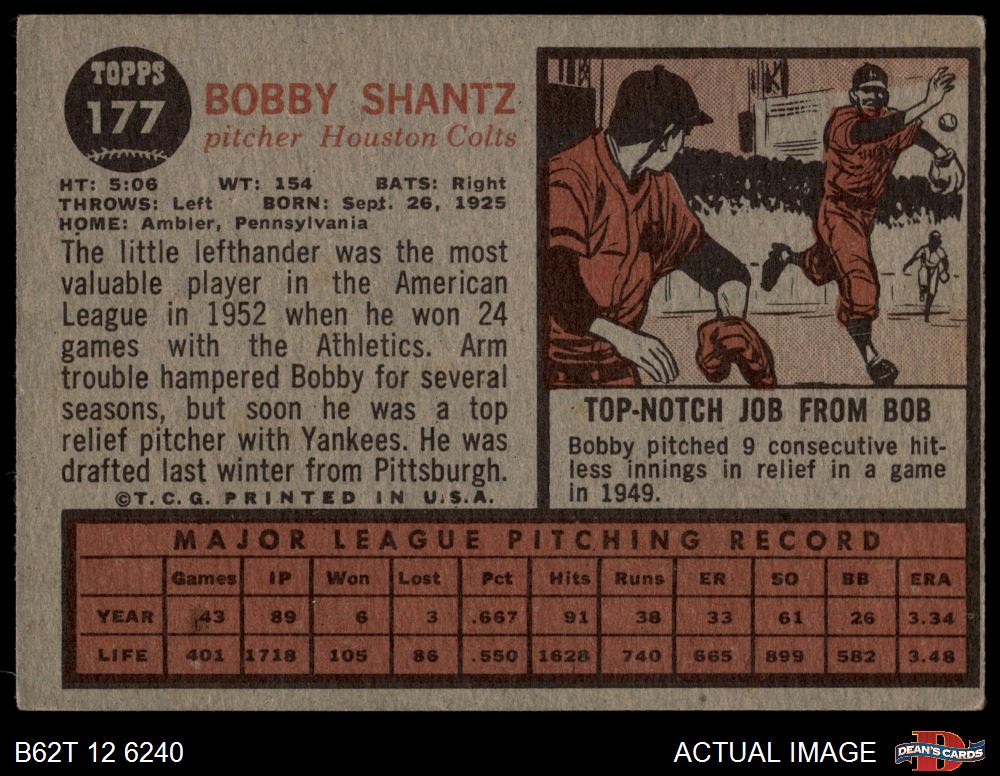 TOPPS
177
BOBBY SHANTZ
pitcher Houston Colts
HT: 5:06 WT: 154 BATS: Right
THROWS: Left BORN: Sept. 26, 1925
HOME: Ambler, Pennsylvania
The little lefthander was the most
valuable player in the American
League in 1952 when he won 24
games with the Athletics. Arm
trouble hampered Bobby for several
seasons, but soon he was a top
relief pitcher with Yankees. He was
drafted last winter from Pittsburgh.
©T.C.G. PRINTED IN U.S.A.
TOP-NOTCH JOB FROM BOB
Bobby pitched 9 consecutive hit-
less innings in relief in a game
in 1949.
MAJOR LEAGUE PITCHING RECORD
Games IP Won Lost Pct Hits Runs ER SO BB ERA
YEAR 43 89 6 3 .667 91 38 33 61 26 3.34
LIFE 401 1718 105 86 .550 1628 740 665 899 582 3.48
B62T 12 6240
ACTUAL IMAGE
DEAN'S CARDS